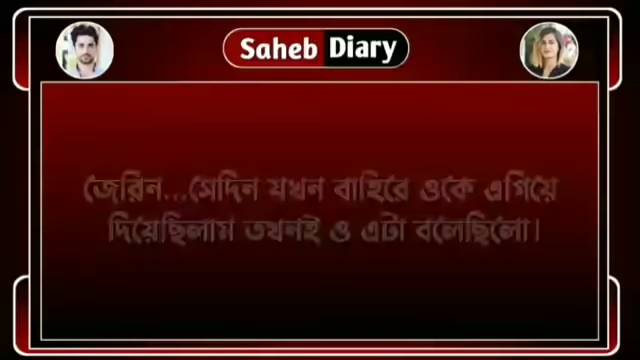 Saheb Diary
জেরিন...সেদিন যখন বাহিরে ওকে এগিয়ে
দিয়েছিলাম তখনই ও এটা বলেছিলো।